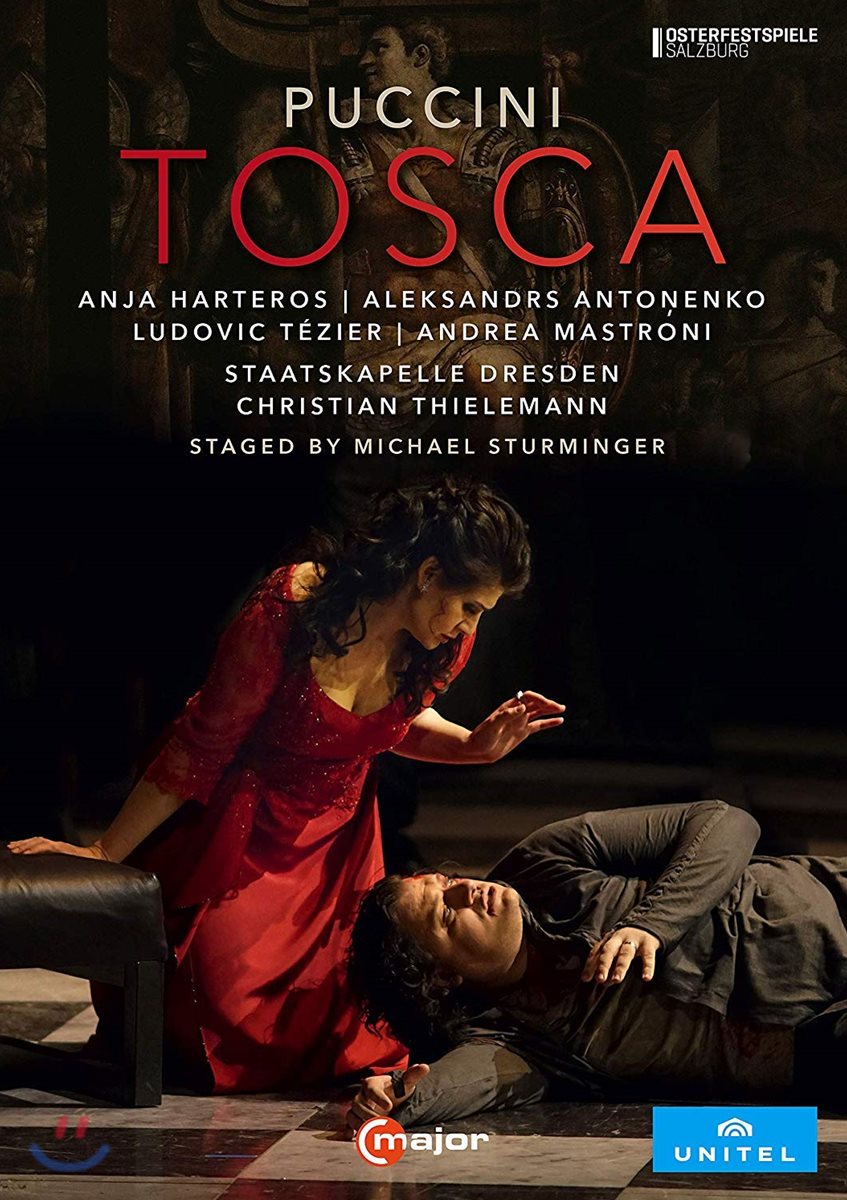 OSTERFESTSPIELE
SALZBURG
PUCCINI
TOSCA
ANJA HARTEROS | ALEKSANDRS ANTOŅENKO
LUDOVIC TÉZIER | ANDREA MASTRONI
STAATSKAPELLE DRESDEN
CHRISTIAN THIELEMANN
STAGED BY MICHAEL STURMINGER
C major
UNITEL